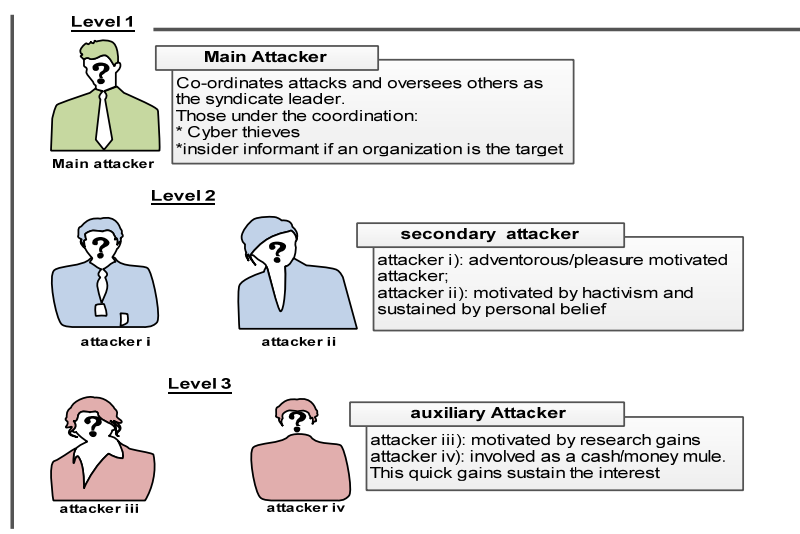 Level 1
?
Main attacker
Main Attacker
Co-ordinates attacks and oversees others as
the syndicate leader.
Those under the coordination:
* Cyber thieves
*insider informant if an organization is the target
Level 2
?
attacker i
?
attacker ii
secondary attacker
attacker i): adventorous/pleasure motivated
attacker;
attacker ii): motivated by hactivism and
sustained by personal belief
Level 3
?
attacker iii
?
attacker iv
auxiliary Attacker
attacker iii): motivated by research gains
attacker iv): involved as a cash/money mule.
This quick gains sustain the interest